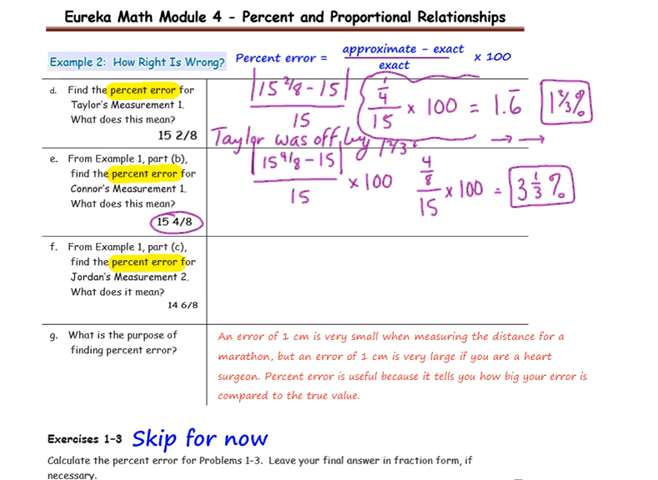 Eureka Math Module 4 - Percent and Proportional Relationships
Example 2: How Right Is Wrong?
Percent error = approximate - exact / exact x 100
d. Find the percent error for
Taylor's Measurement 1.
What does this mean?
15 2/8
|15 2/8 - 15| / 15
1/4 / 15 x 100 = 1.6̅
1 2/3 %
Taylor was off by 1 2/3
e. From Example 1, part (b),
find the percent error for
Connor's Measurement 1.
What does this mean?
15 4/8
|15 4/8 - 15| / 15 x 100
4/8 / 15 x 100 = 3 1/3 %
f. From Example 1, part (c),
find the percent error for
Jordan's Measurement 2.
What does it mean?
14 6/8
g. What is the purpose of
finding percent error?
An error of 1 cm is very small when measuring the distance for a
marathon, but an error of 1 cm is very large if you are a heart
surgeon. Percent error is useful because it tells you how big your error is
compared to the true value.
Exercises 1-3 Skip for now
Calculate the percent error for Problems 1-3. Leave your final answer in fraction form, if
necessary.